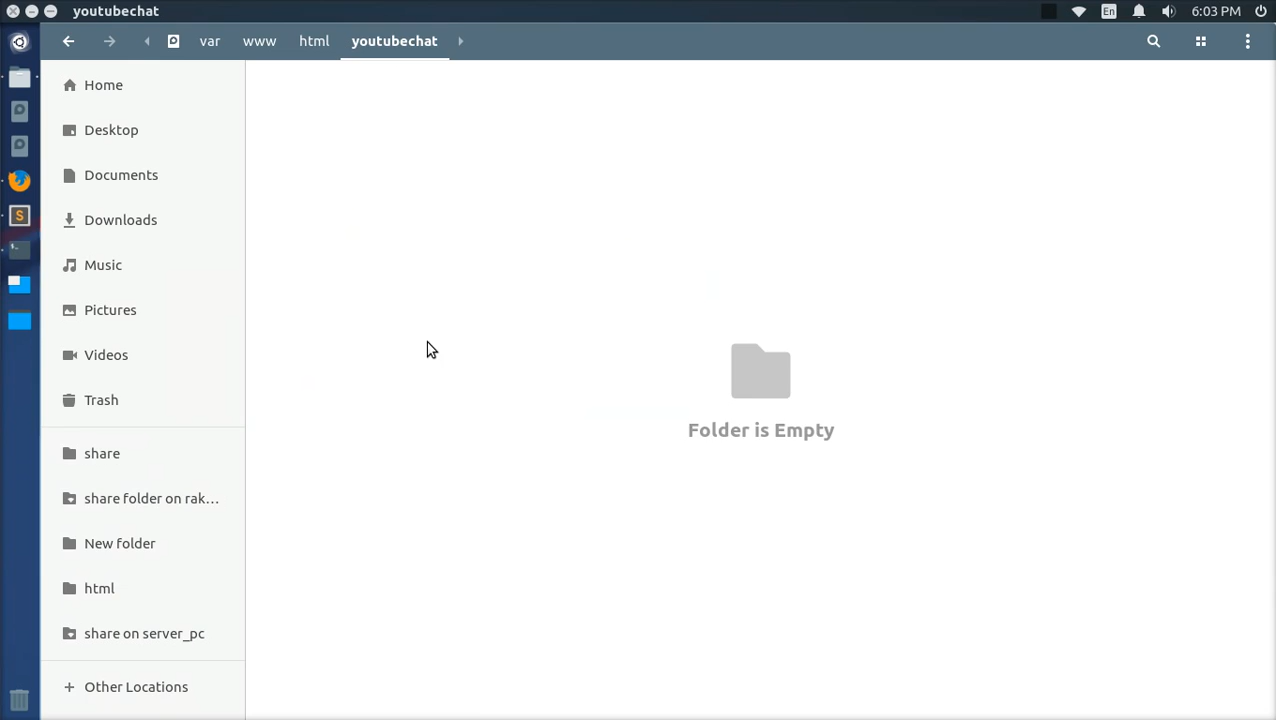 youtubechat
En
6:03 PM
var
www
html
youtubechat
Home
Desktop
Documents
Downloads
Music
Pictures
Videos
Trash
share
share folder on rak...
New folder
html
share on server_pc
Other Locations
S
Folder is Empty